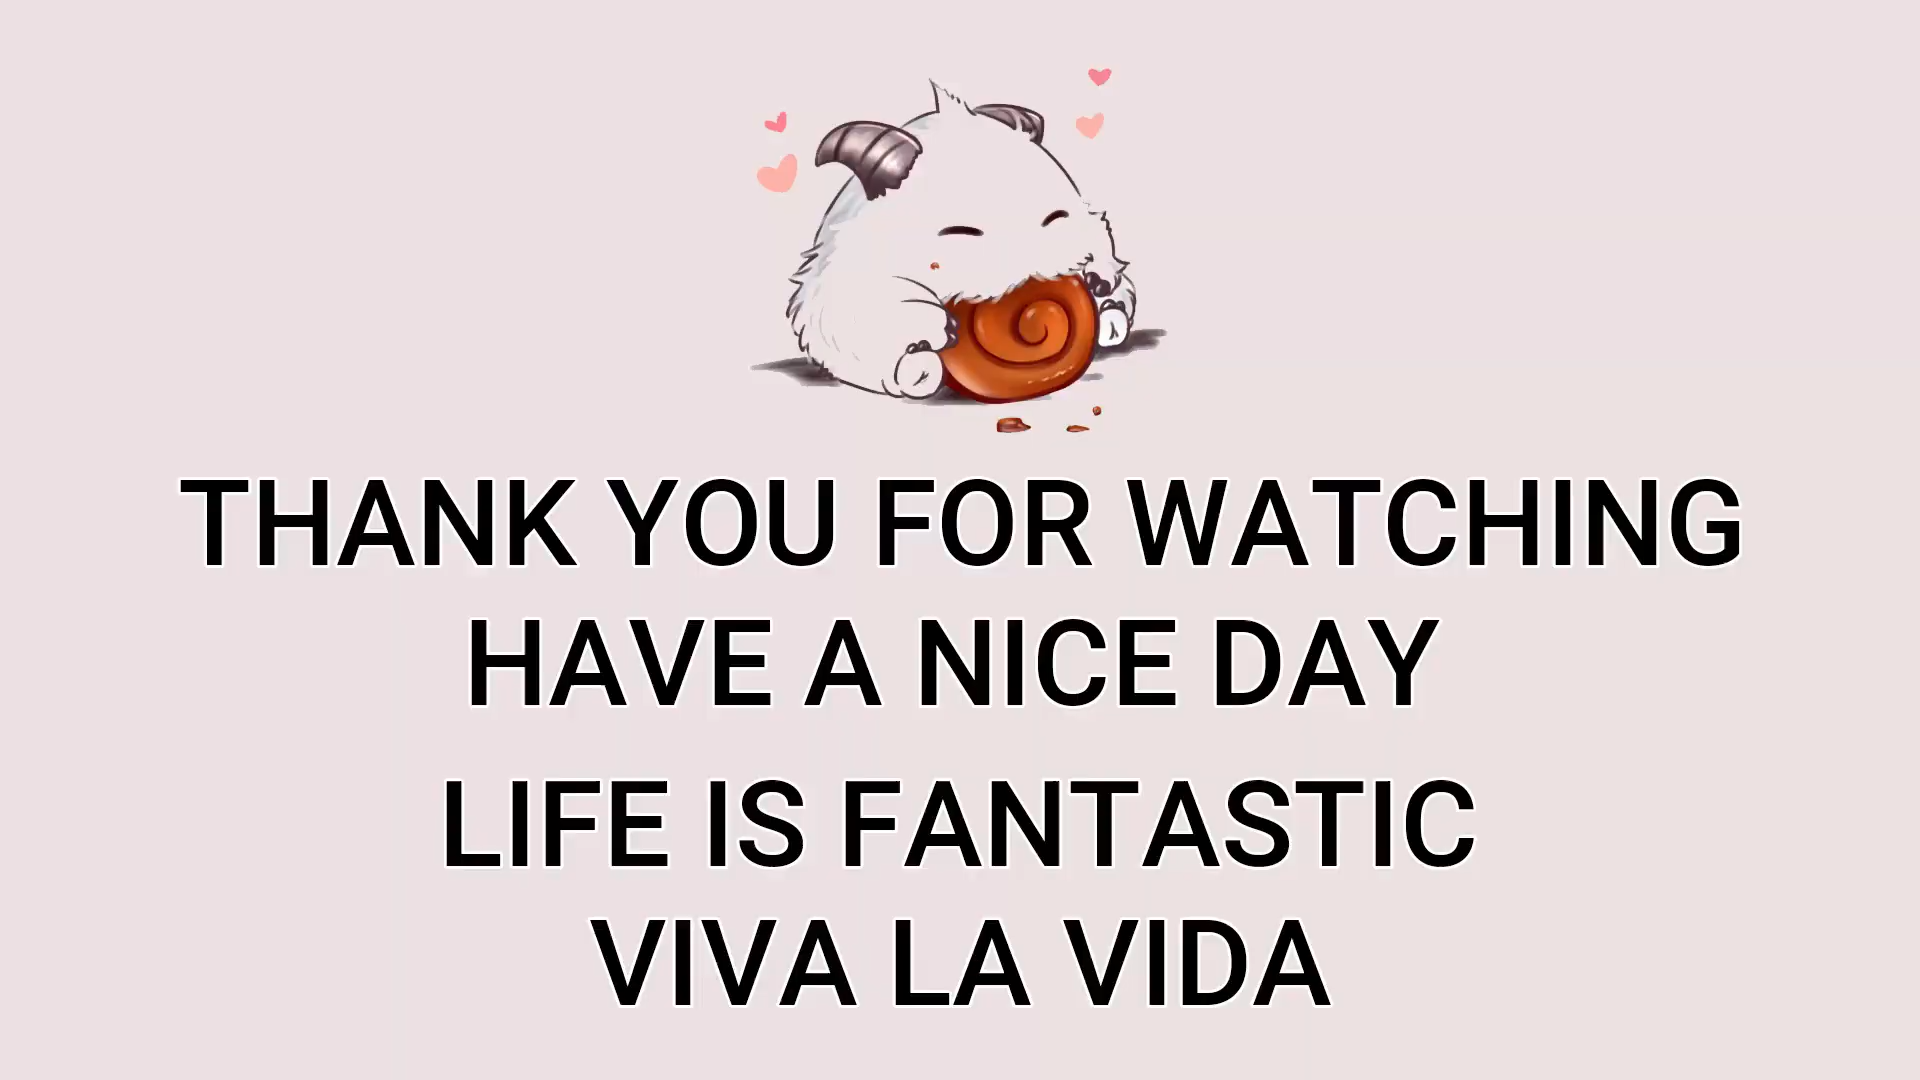 THANK YOU FOR WATCHING
HAVE A NICE DAY
LIFE IS FANTASTIC
VIVA LA VIDA